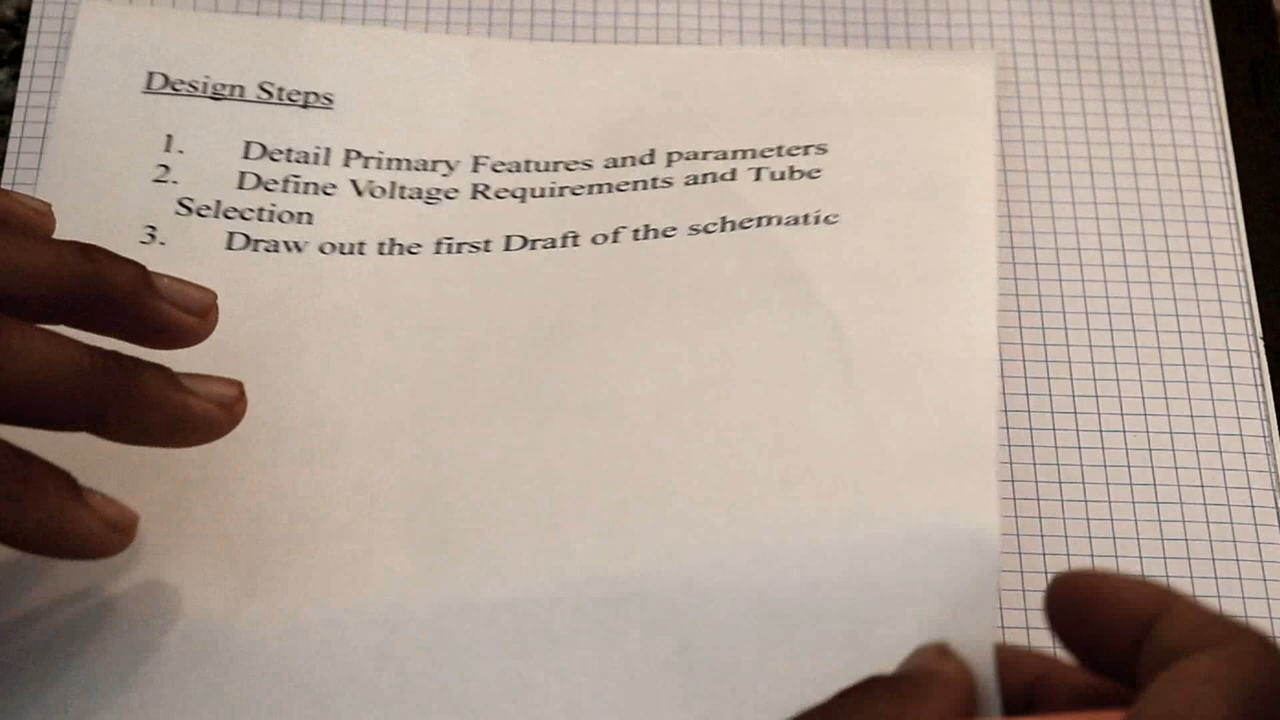 Design Steps
1. Detail Primary Features and parameters
2. Define Voltage Requirements and Tube
Selection
3. Draw out the first Draft of the schematic